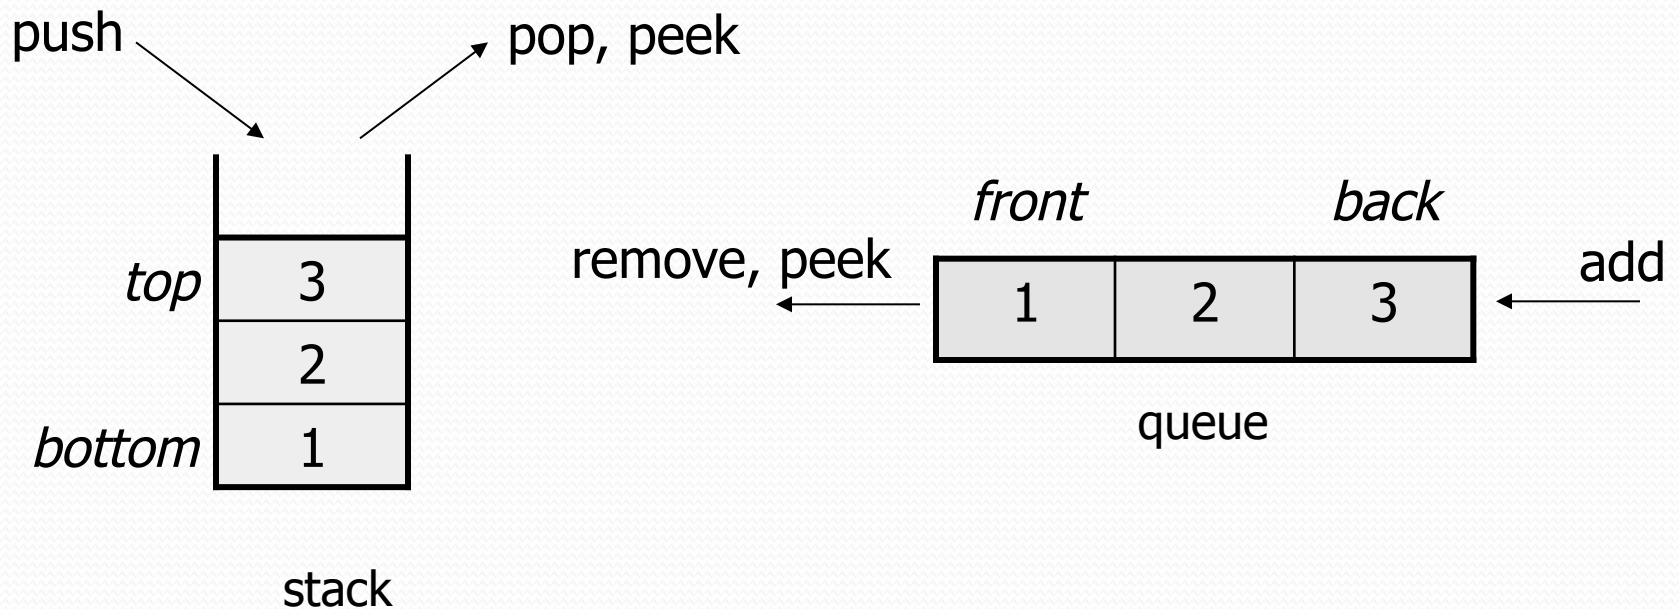 push
pop, peek
top
3
2
bottom
1
stack
front
back
remove, peek
add
1
2
3
queue